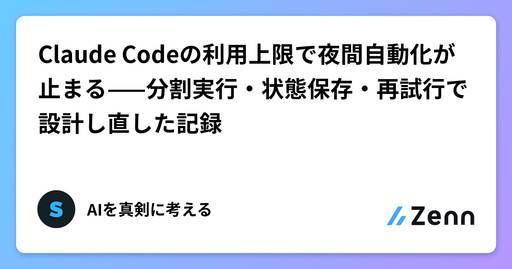 Claude Codeの利用上限で夜間自動化が
止まる——分割実行・状態保存・再試行で
設計し直した記録
S
AIを真剣に考える
Zenn